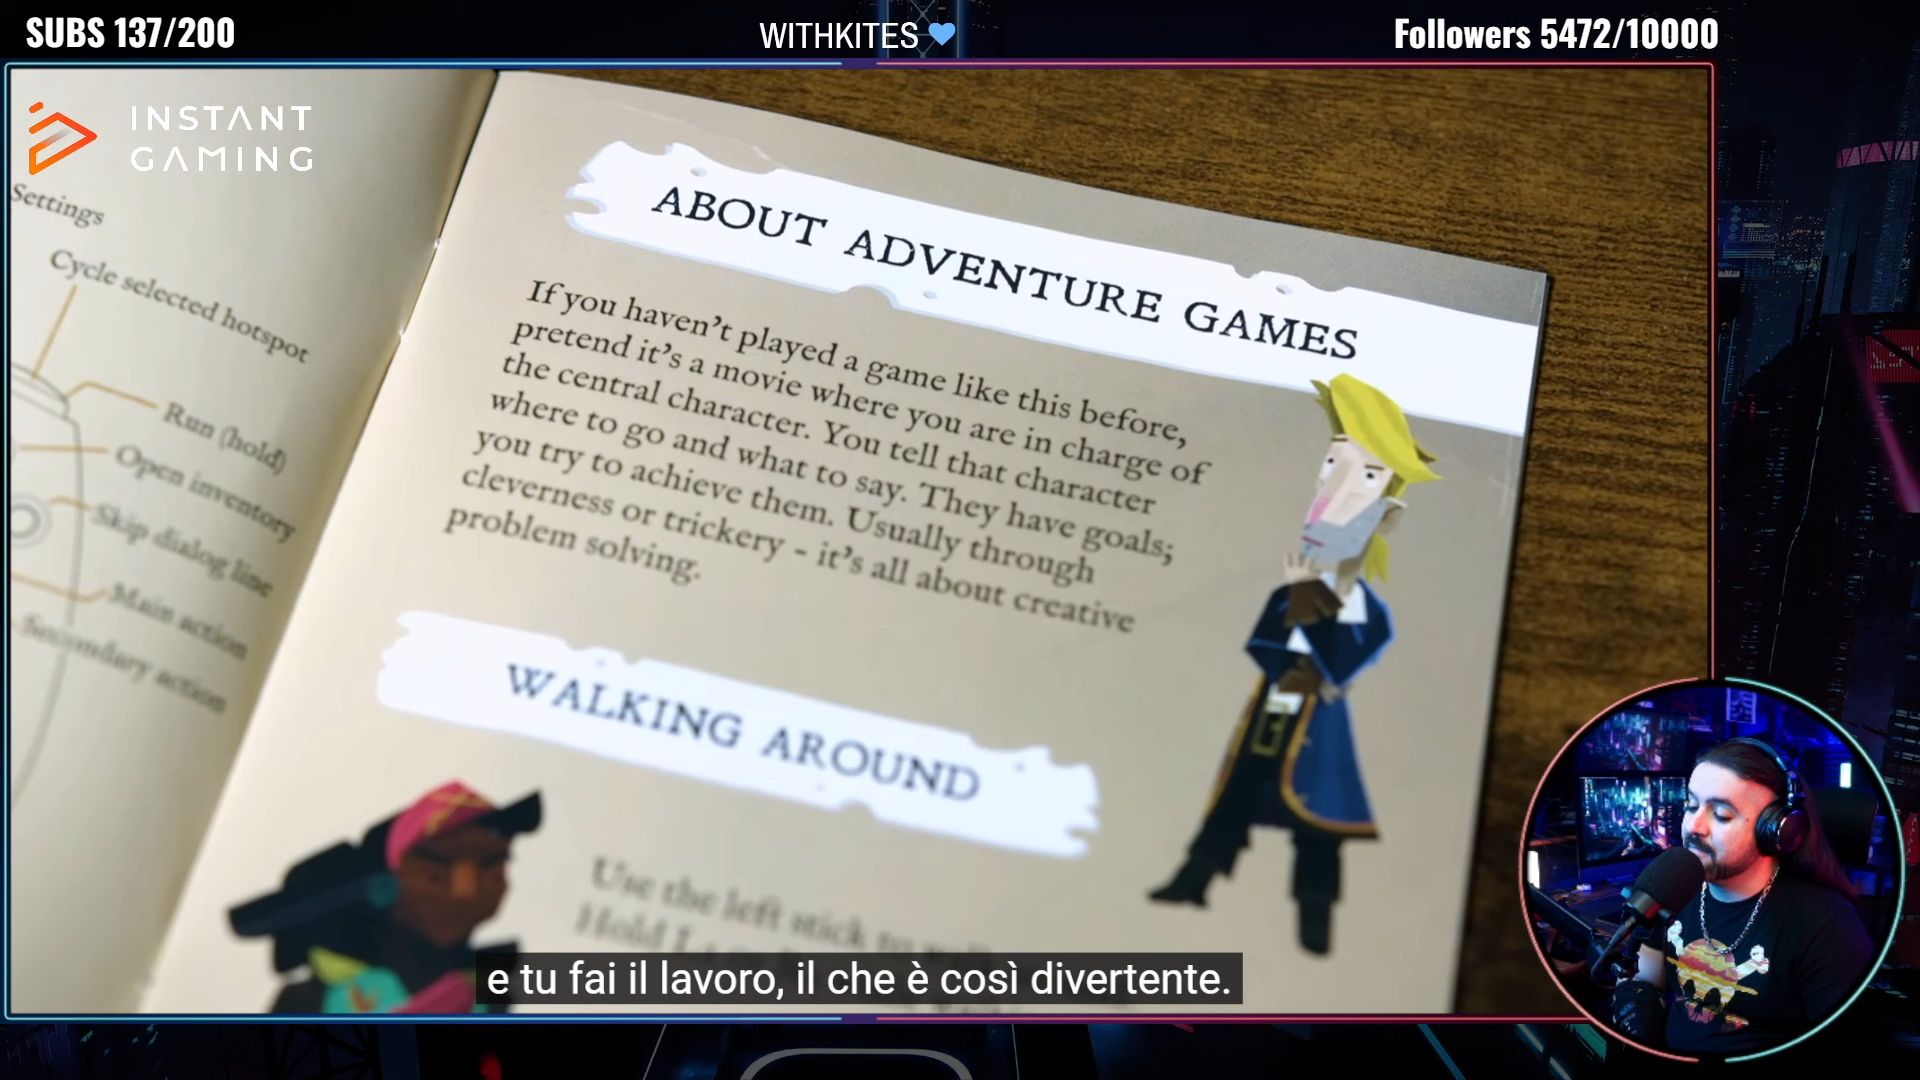 SUBS 137/200
WITHKITES
Followers 5472/10000
INSTANT
GAMING
Settings
Cycle selected hotspot
Run (hold)
Open inventory
Skip dialog line
Main action
Secondary action
ABOUT ADVENTURE GAMES
If you haven't played a game like this before,
pretend it's a movie where you are in charge of
the central character. You tell that character
where to go and what to say. They have goals;
you try to achieve them. Usually through
cleverness or trickery - it's all about creative
problem solving.
WALKING AROUND
Use the left stick to
Hold
e tu fai il lavoro, il che è così divertente.